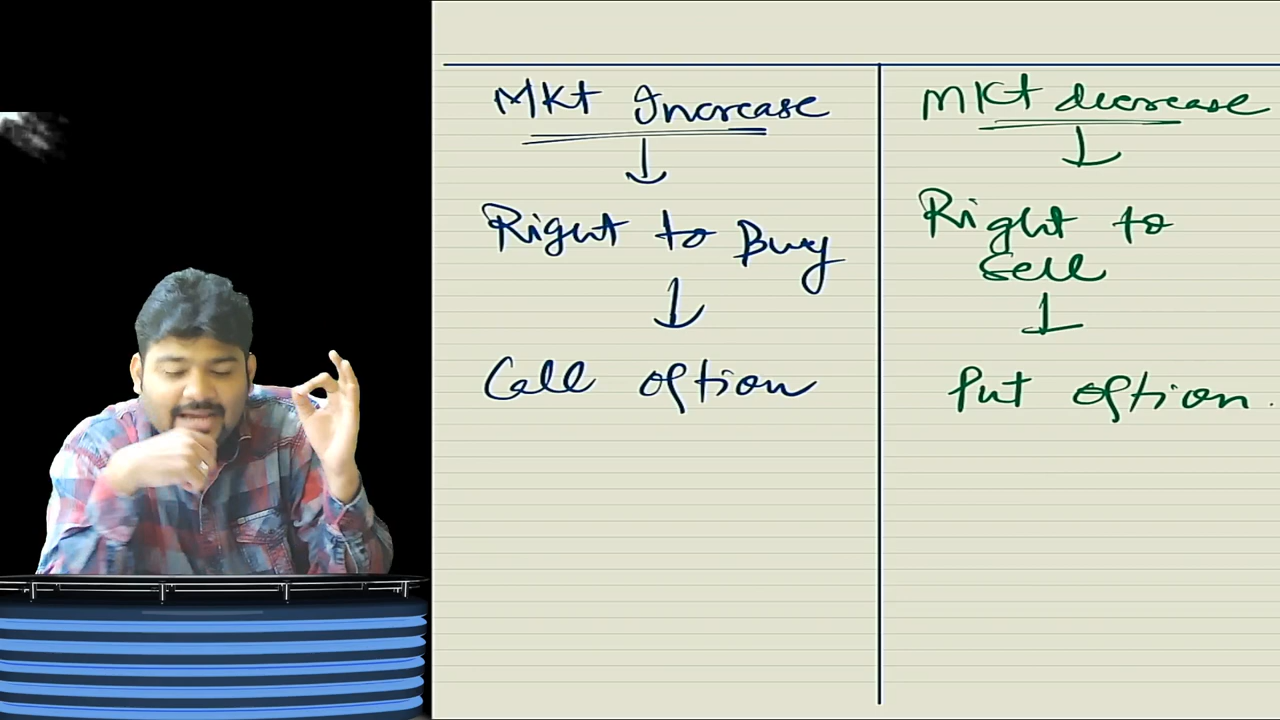 MKt Increase
↓
Right to Buy
↓
Call option
MKt decrease
↓
Right to
Sell
↓
Put option.